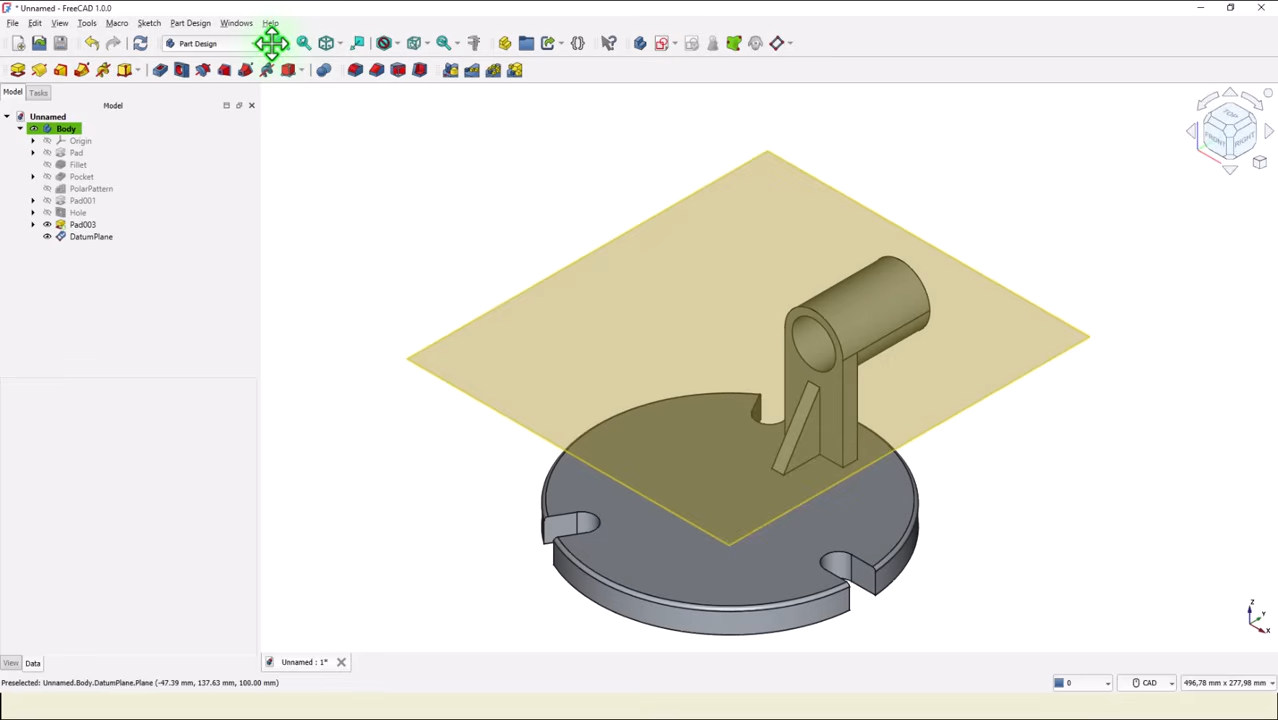 * Unnamed - FreeCAD 1.0.0
File Edit View Tools Macro Sketch Part Design Windows Help
Part Design
Model Tasks
Model
Unnamed
Body
Origin
Pad
Fillet
Pocket
PolarPattern
Pad001
Hole
Pad003
DatumPlane
TOP
FRONT
RIGHT
Z
Y
X
View Data
Unnamed : 1*
Preselected: Unnamed.Body.DatumPlane.Plane (-47.39 mm, 137.63 mm, 100.00 mm)
0
CAD
496,78 mm x 277,98 mm